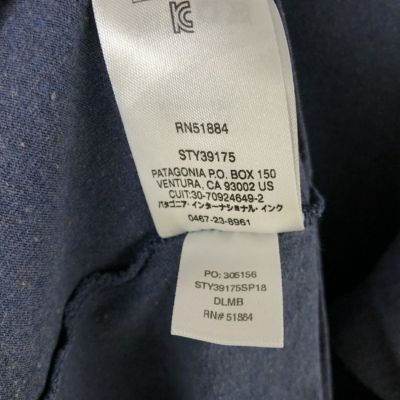 RN51884
STY39175
PATAGONIA P.O. BOX 150
VENTURA, CA 93002 US
CUIT:30-70924649-2
パタゴニア・インターナショナル・インク
0467-23-8961
PO: 305156
STY39175SP18
DLMB
RN# 51884